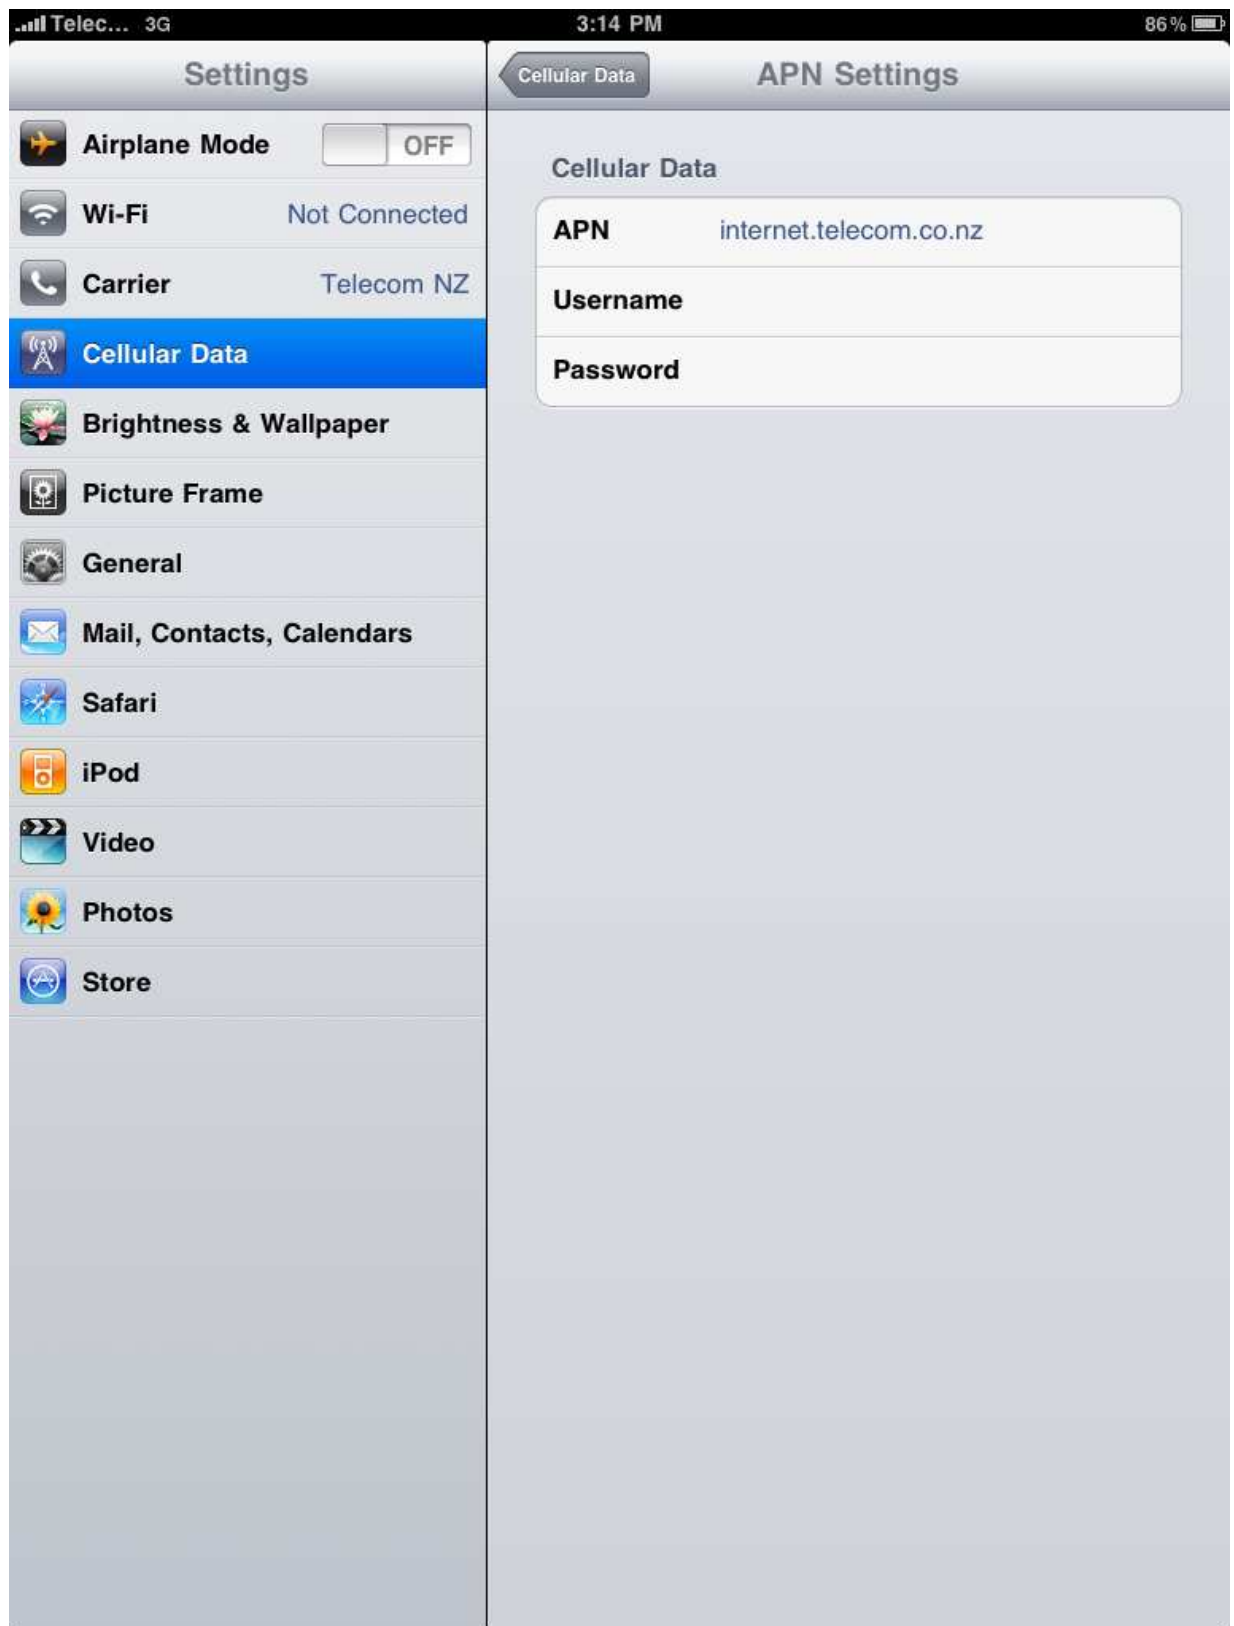 Telec... 3G 3:14 PM 86%
Settings
Airplane Mode OFF
Wi-Fi Not Connected
Carrier Telecom NZ
Cellular Data
Brightness & Wallpaper
Picture Frame
General
Mail, Contacts, Calendars
Safari
iPod
Video
Photos
Store
Cellular Data APN Settings
Cellular Data
APN internet.telecom.co.nz
Username
Password